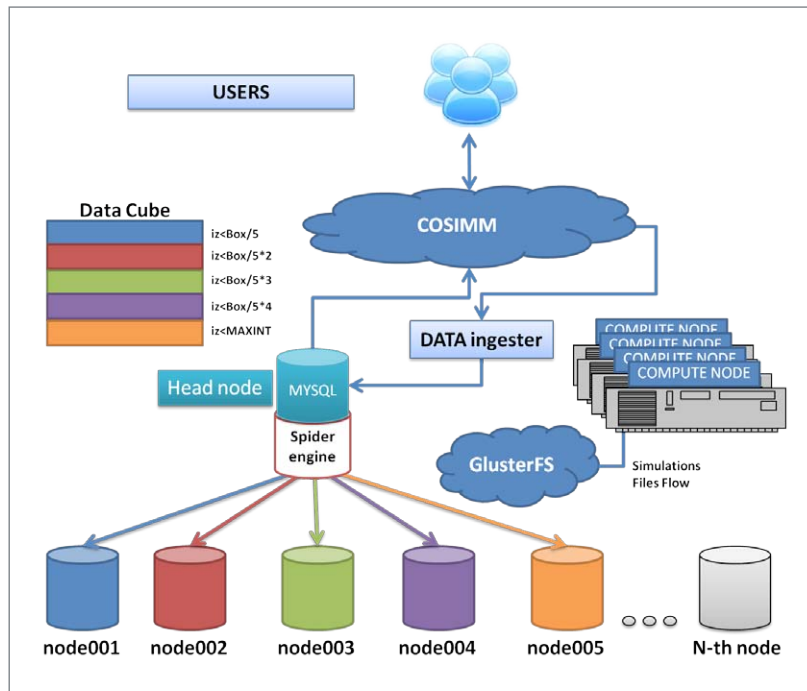 USERS
COSIMM
Data Cube
iz<Box/5
iz<Box/5*2
iz<Box/5*3
iz<Box/5*4
iz<MAXINT
DATA ingester
COMPUTE NODE
COMPUTE NODE
COMPUTE NODE
COMPUTE NODE
Head node
MYSQL
Spider
engine
GlusterFS
Simulations
Files Flow
node001
node002
node003
node004
node005
N-th node